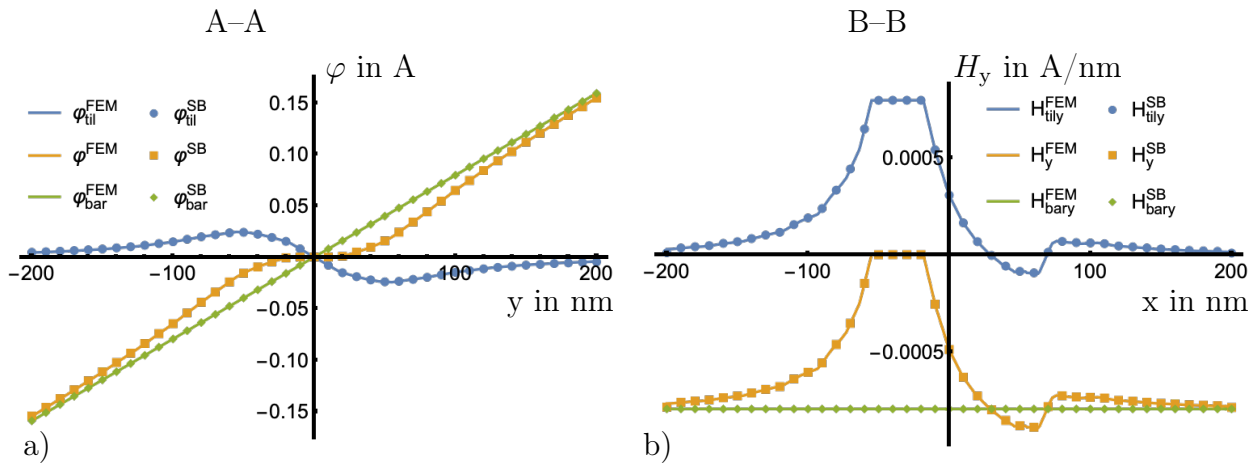 A–A
φ in A
φ_til^FEM φ_til^SB
φ^FEM φ^SB
φ_bar^FEM φ_bar^SB
0.15
0.10
0.05
-200 -100 100 200
y in nm
-0.05
-0.10
-0.15
a)
B–B
H_y in A/nm
H_tily^FEM H_tily^SB
H_y^FEM H_y^SB
H_bary^FEM H_bary^SB
0.0005
-200 -100 100 200
x in nm
-0.0005
b)